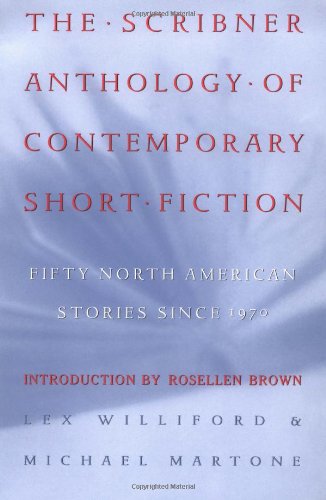 THE · SCRIBNER
ANTHOLOGY · OF
CONTEMPORARY
SHORT · FICTION
FIFTY NORTH AMERICAN
STORIES SINCE 1970
INTRODUCTION BY ROSELLEN BROWN
LEX WILLIFORD &
MICHAEL MARTONE